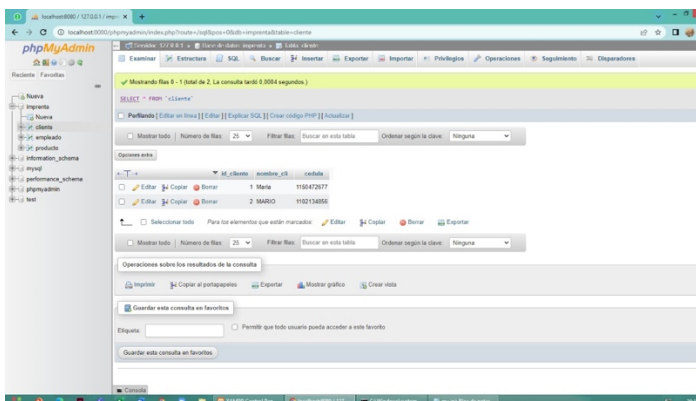 localhost:8080 / 127.0.0.1 / impr
localhost:8080/phpmyadmin/index.php?route=/sql&pos=0&db=imprenta&table=cliente
phpMyAdmin
Reciente Favoritas
Nueva
imprenta
Nueva
cliente
empleado
producto
information_schema
mysql
performance_schema
phpmyadmin
test
Servidor: 127.0.0.1 » Base de datos: imprenta » Tabla: cliente
Examinar Estructura SQL Buscar Insertar Exportar Importar Privilegios Operaciones Seguimiento Disparadores
Mostrando filas 0 - 1 (total de 2, La consulta tardó 0,0004 segundos.)
SELECT * FROM `cliente`
Perfilando [ Editar en línea ] [ Editar ] [ Explicar SQL ] [ Crear código PHP ] [ Actualizar ]
Mostrar todo Número de filas: 25 Filtrar filas: Buscar en esta tabla Ordenar según la clave: Ninguna
Opciones extra
id_cliente nombre_cli cedula
Editar Copiar Borrar 1 Maria 1150472677
Editar Copiar Borrar 2 MARIO 1102134856
Seleccionar todo Para los elementos que están marcados: Editar Copiar Borrar Exportar
Mostrar todo Número de filas: 25 Filtrar filas: Buscar en esta tabla Ordenar según la clave: Ninguna
Operaciones sobre los resultados de la consulta
Imprimir Copiar al portapapeles Exportar Mostrar gráfico Crear vista
Guardar esta consulta en favoritos
Etiqueta: Permitir que todo usuario pueda acceder a este favorito
Guardar esta consulta en favoritos
Consola